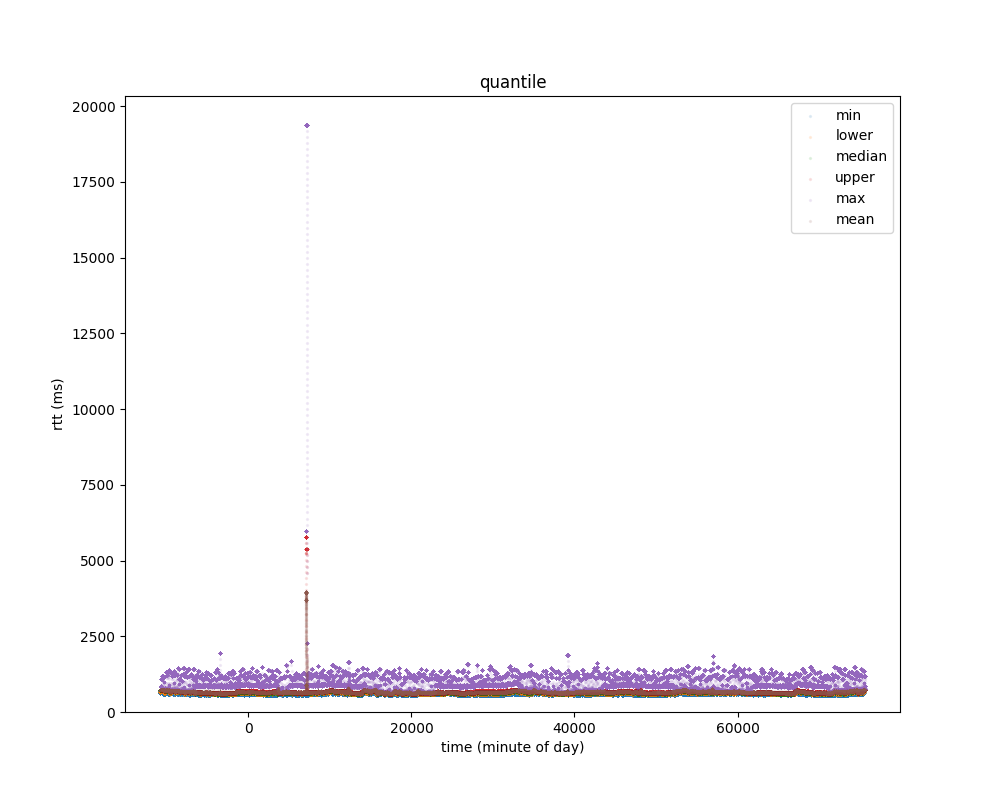 quantile
20000
17500
15000
12500
10000
7500
5000
2500
0
rtt (ms)
min
lower
median
upper
max
mean
0
20000
40000
60000
time (minute of day)